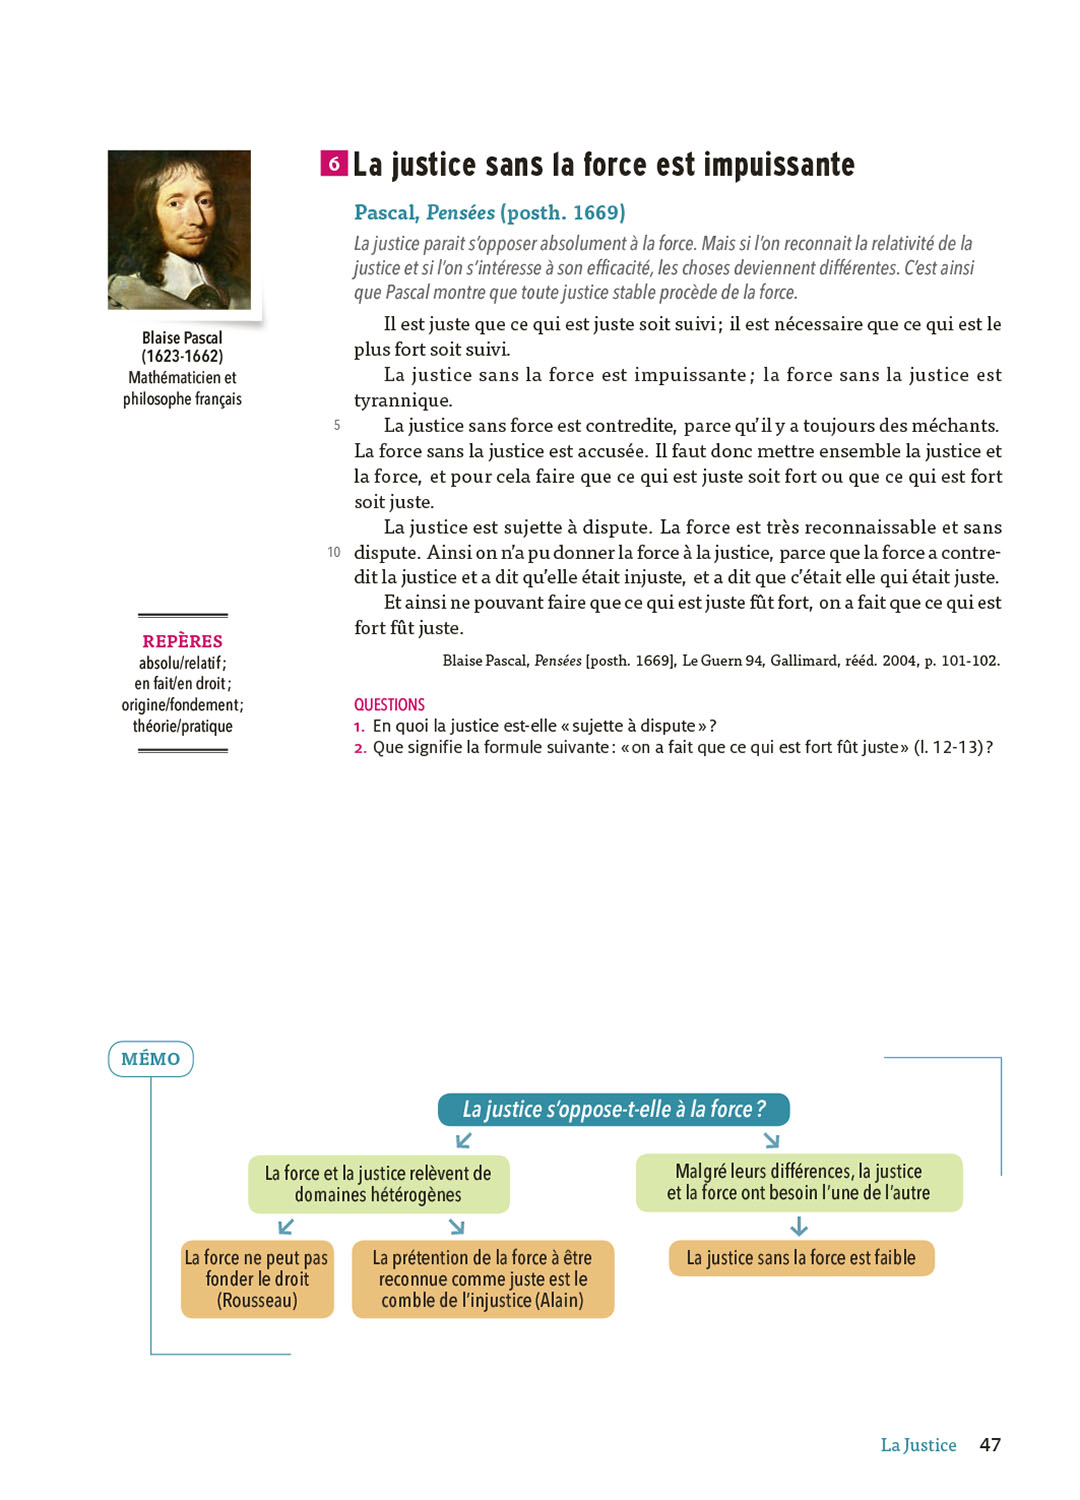 6 La justice sans la force est impuissante
Pascal, Pensées (posth. 1669)
La justice parait s'opposer absolument à la force. Mais si l'on reconnait la relativité de la
justice et si l'on s'intéresse à son efficacité, les choses deviennent différentes. C'est ainsi
que Pascal montre que toute justice stable procède de la force.
Blaise Pascal
(1623-1662)
Mathématicien et
philosophe français
Il est juste que ce qui est juste soit suivi ; il est nécessaire que ce qui est le
plus fort soit suivi.
La justice sans la force est impuissante ; la force sans la justice est
tyrannique.
5 La justice sans force est contredite, parce qu'il y a toujours des méchants.
La force sans la justice est accusée. Il faut donc mettre ensemble la justice et
la force, et pour cela faire que ce qui est juste soit fort ou que ce qui est fort
soit juste.
La justice est sujette à dispute. La force est très reconnaissable et sans
10 dispute. Ainsi on n'a pu donner la force à la justice, parce que la force a contre-
dit la justice et a dit qu'elle était injuste, et a dit que c'était elle qui était juste.
Et ainsi ne pouvant faire que ce qui est juste fût fort, on a fait que ce qui est
fort fût juste.
Blaise Pascal, Pensées [posth. 1669], Le Guern 94, Gallimard, rééd. 2004, p. 101-102.
REPÈRES
absolu/relatif ;
en fait/en droit ;
origine/fondement ;
théorie/pratique
QUESTIONS
1. En quoi la justice est-elle « sujette à dispute » ?
2. Que signifie la formule suivante : « on a fait que ce qui est fort fût juste » (l. 12-13) ?
MÉMO
La justice s'oppose-t-elle à la force ?
La force et la justice relèvent de
domaines hétérogènes
Malgré leurs différences, la justice
et la force ont besoin l'une de l'autre
La force ne peut pas
fonder le droit
(Rousseau)
La prétention de la force à être
reconnue comme juste est le
comble de l'injustice (Alain)
La justice sans la force est faible
La Justice 47